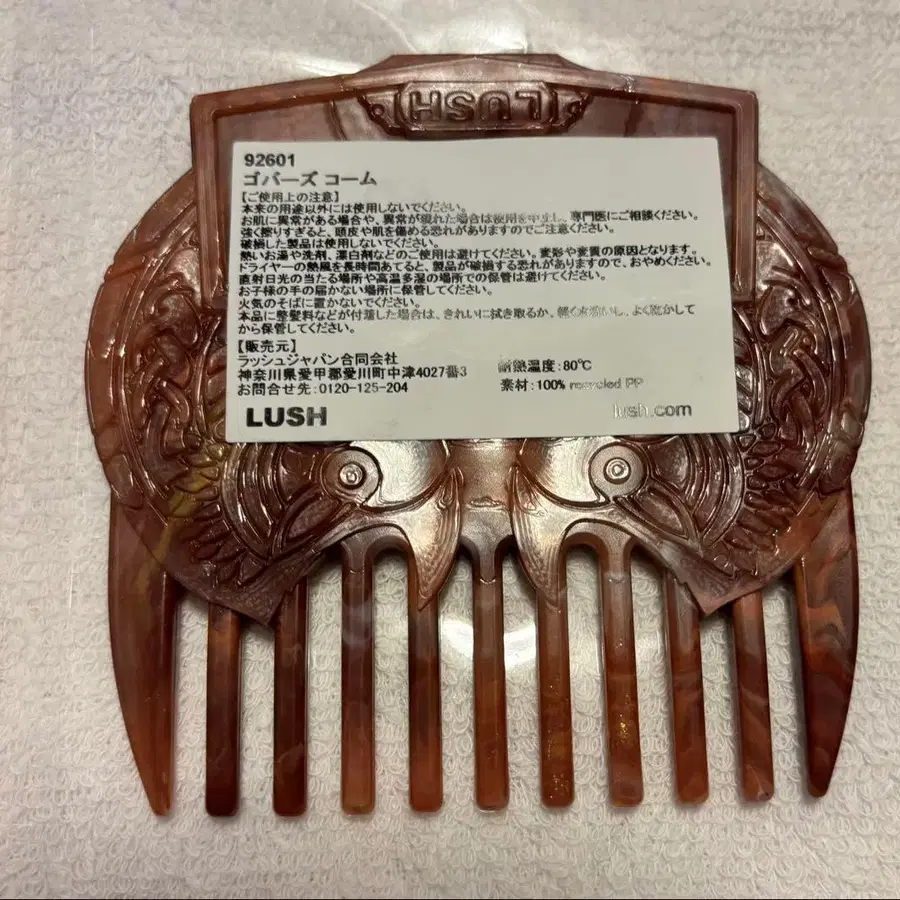 LUSH
92601
ゴバーズ コーム
【ご使用上の注意】
本来の用途以外には使用しないでください。
お肌に異常がある場合や、異常が現れた場合は使用を中止し、専門医にご相談ください。
強く擦りすぎると、頭皮や肌を傷める恐れがありますのでご注意ください。
破損した製品は使用しないでください。
熱いお湯や洗剤、漂白剤などのご使用は避けてください。変形や変質の原因となります。
ドライヤーの熱風を長時間あてると、製品が破損する恐れがありますので、おやめください。
直射日光の当たる場所や高温多湿の場所での保管は避けてください。
お子様の手の届かない場所に保管してください。
火気のそばに置かないでください。
本品に整髪料などが付着した場合は、きれいに拭き取るか、軽く水洗いし、よく乾かして
から保管してください。
【販売元】
ラッシュジャパン合同会社
神奈川県愛甲郡愛川町中津4027番3
お問合せ先:0120-125-204
耐熱温度:80℃
素材:100% recycled PP
LUSH
lush.com